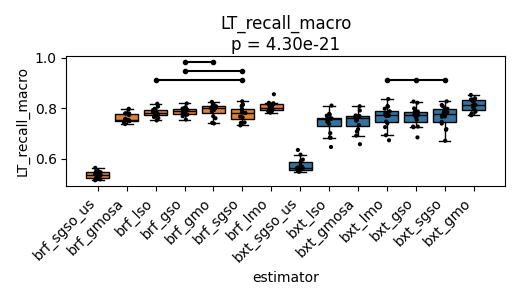 LT_recall_macro
p = 4.30e-21
LT_recall_macro
1.0
0.8
0.6
brf_sgso_us
brf_gmosa
brf_lso
brf_gso
brf_gmo
brf_sgso
brf_lmo
bxt_sgso_us
bxt_lso
bxt_gmosa
bxt_lmo
bxt_gso
bxt_sgso
bxt_gmo
estimator